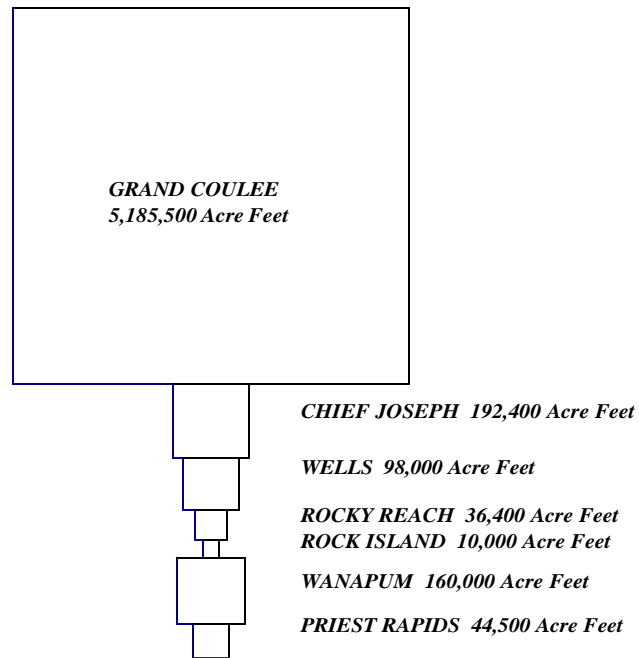 GRAND COULEE
5,185,500 Acre Feet
CHIEF JOSEPH 192,400 Acre Feet
WELLS 98,000 Acre Feet
ROCKY REACH 36,400 Acre Feet
ROCK ISLAND 10,000 Acre Feet
WANAPUM 160,000 Acre Feet
PRIEST RAPIDS 44,500 Acre Feet